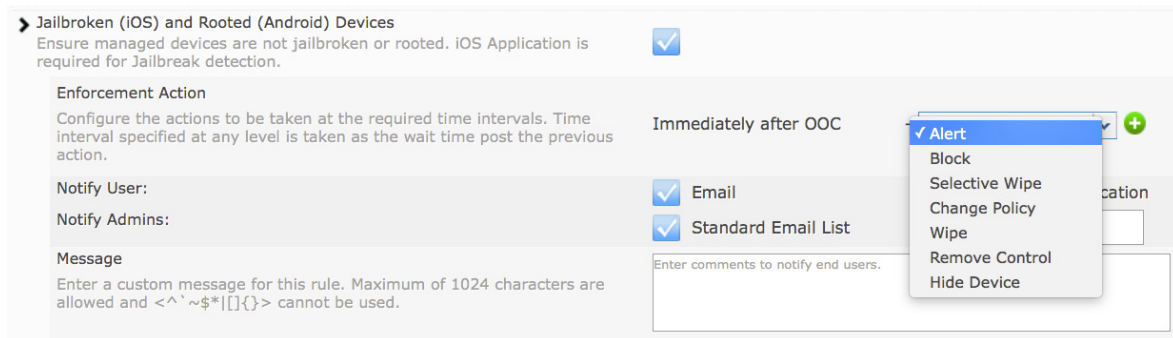 Jailbroken (iOS) and Rooted (Android) Devices
Ensure managed devices are not jailbroken or rooted. iOS Application is
required for Jailbreak detection.
Enforcement Action
Configure the actions to be taken at the required time intervals. Time
interval specified at any level is taken as the wait time post the previous
action.
Immediately after OOC
Alert
Block
Selective Wipe
Change Policy
Wipe
Remove Control
Hide Device
Notify User:
Email
Notify Admins:
Standard Email List
Message
Enter a custom message for this rule. Maximum of 1024 characters are
allowed and <^`~$*|[]{}> cannot be used.
Enter comments to notify end users.